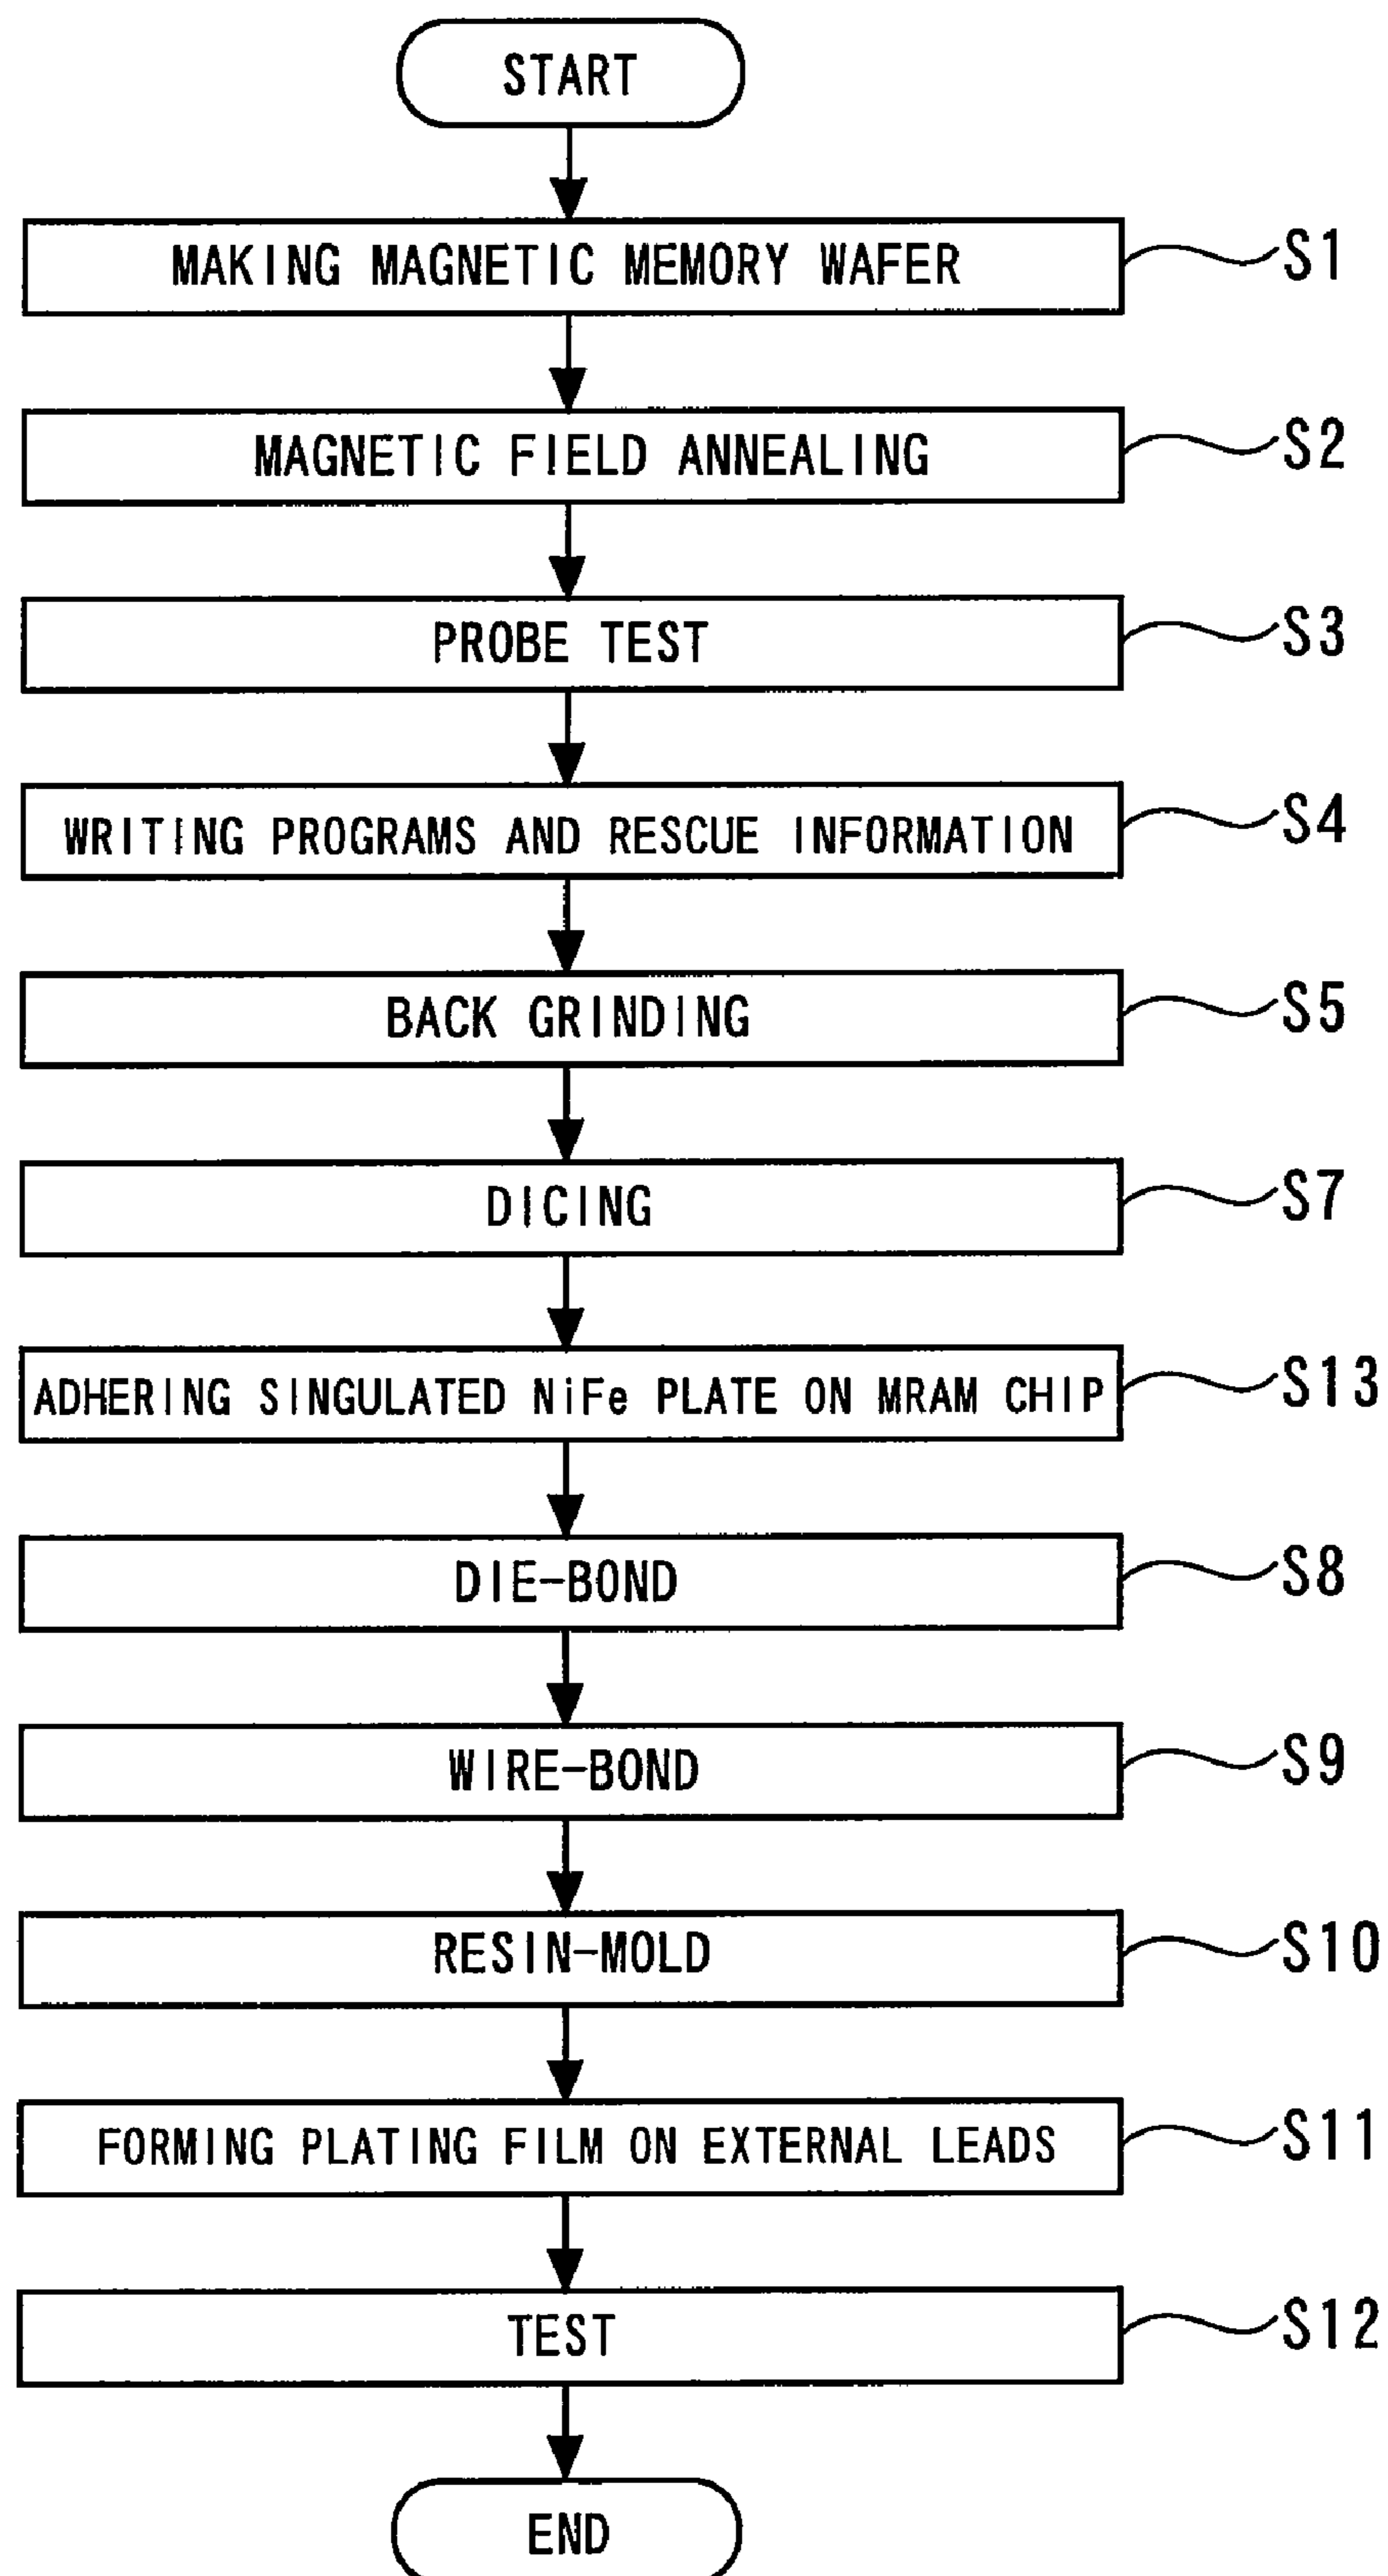 START
MAKING MAGNETIC MEMORY WAFER S1
MAGNETIC FIELD ANNEALING S2
PROBE TEST S3
WRITING PROGRAMS AND RESCUE INFORMATION S4
BACK GRINDING S5
DICING S7
ADHERING SINGULATED NiFe PLATE ON MRAM CHIP S13
DIE-BOND S8
WIRE-BOND S9
RESIN-MOLD S10
FORMING PLATING FILM ON EXTERNAL LEADS S11
TEST S12
END